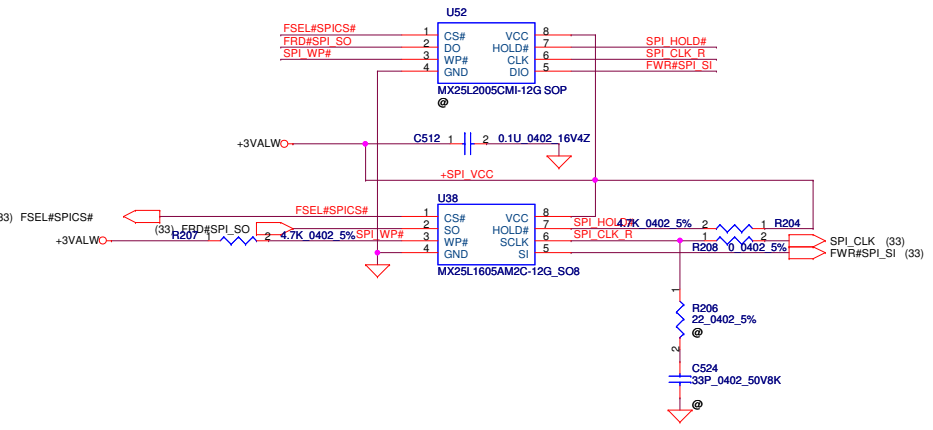 U52
FSEL#SPICS# 1 CS# VCC 8
FRD#SPI_SO 2 DO HOLD# 7 SPI_HOLD#
SPI_WP# 3 WP# CLK 6 SPI_CLK_R
4 GND DIO 5 FWR#SPI_SI
MX25L2005CMI-12G SOP
@
+3VALW C512 1 2 0.1U_0402_16V4Z
+SPI_VCC
U38
33) FSEL#SPICS# FSEL#SPICS# 1 CS# VCC 8
(33) FRD#SPI_SO 2 SO HOLD# 7 SPI_HOLD# 4.7K_0402_5% 2 1 R204
+3VALW R207 1 2 4.7K_0402_5% SPI_WP# 3 WP# SCLK 6 SPI_CLK_R 1 2 SPI_CLK (33)
4 GND SI 5 R208 0_0402_5% FWR#SPI_SI (33)
MX25L1605AM2C-12G_SO8
1
R206
22_0402_5%
@
2
C524
33P_0402_50V8K
@